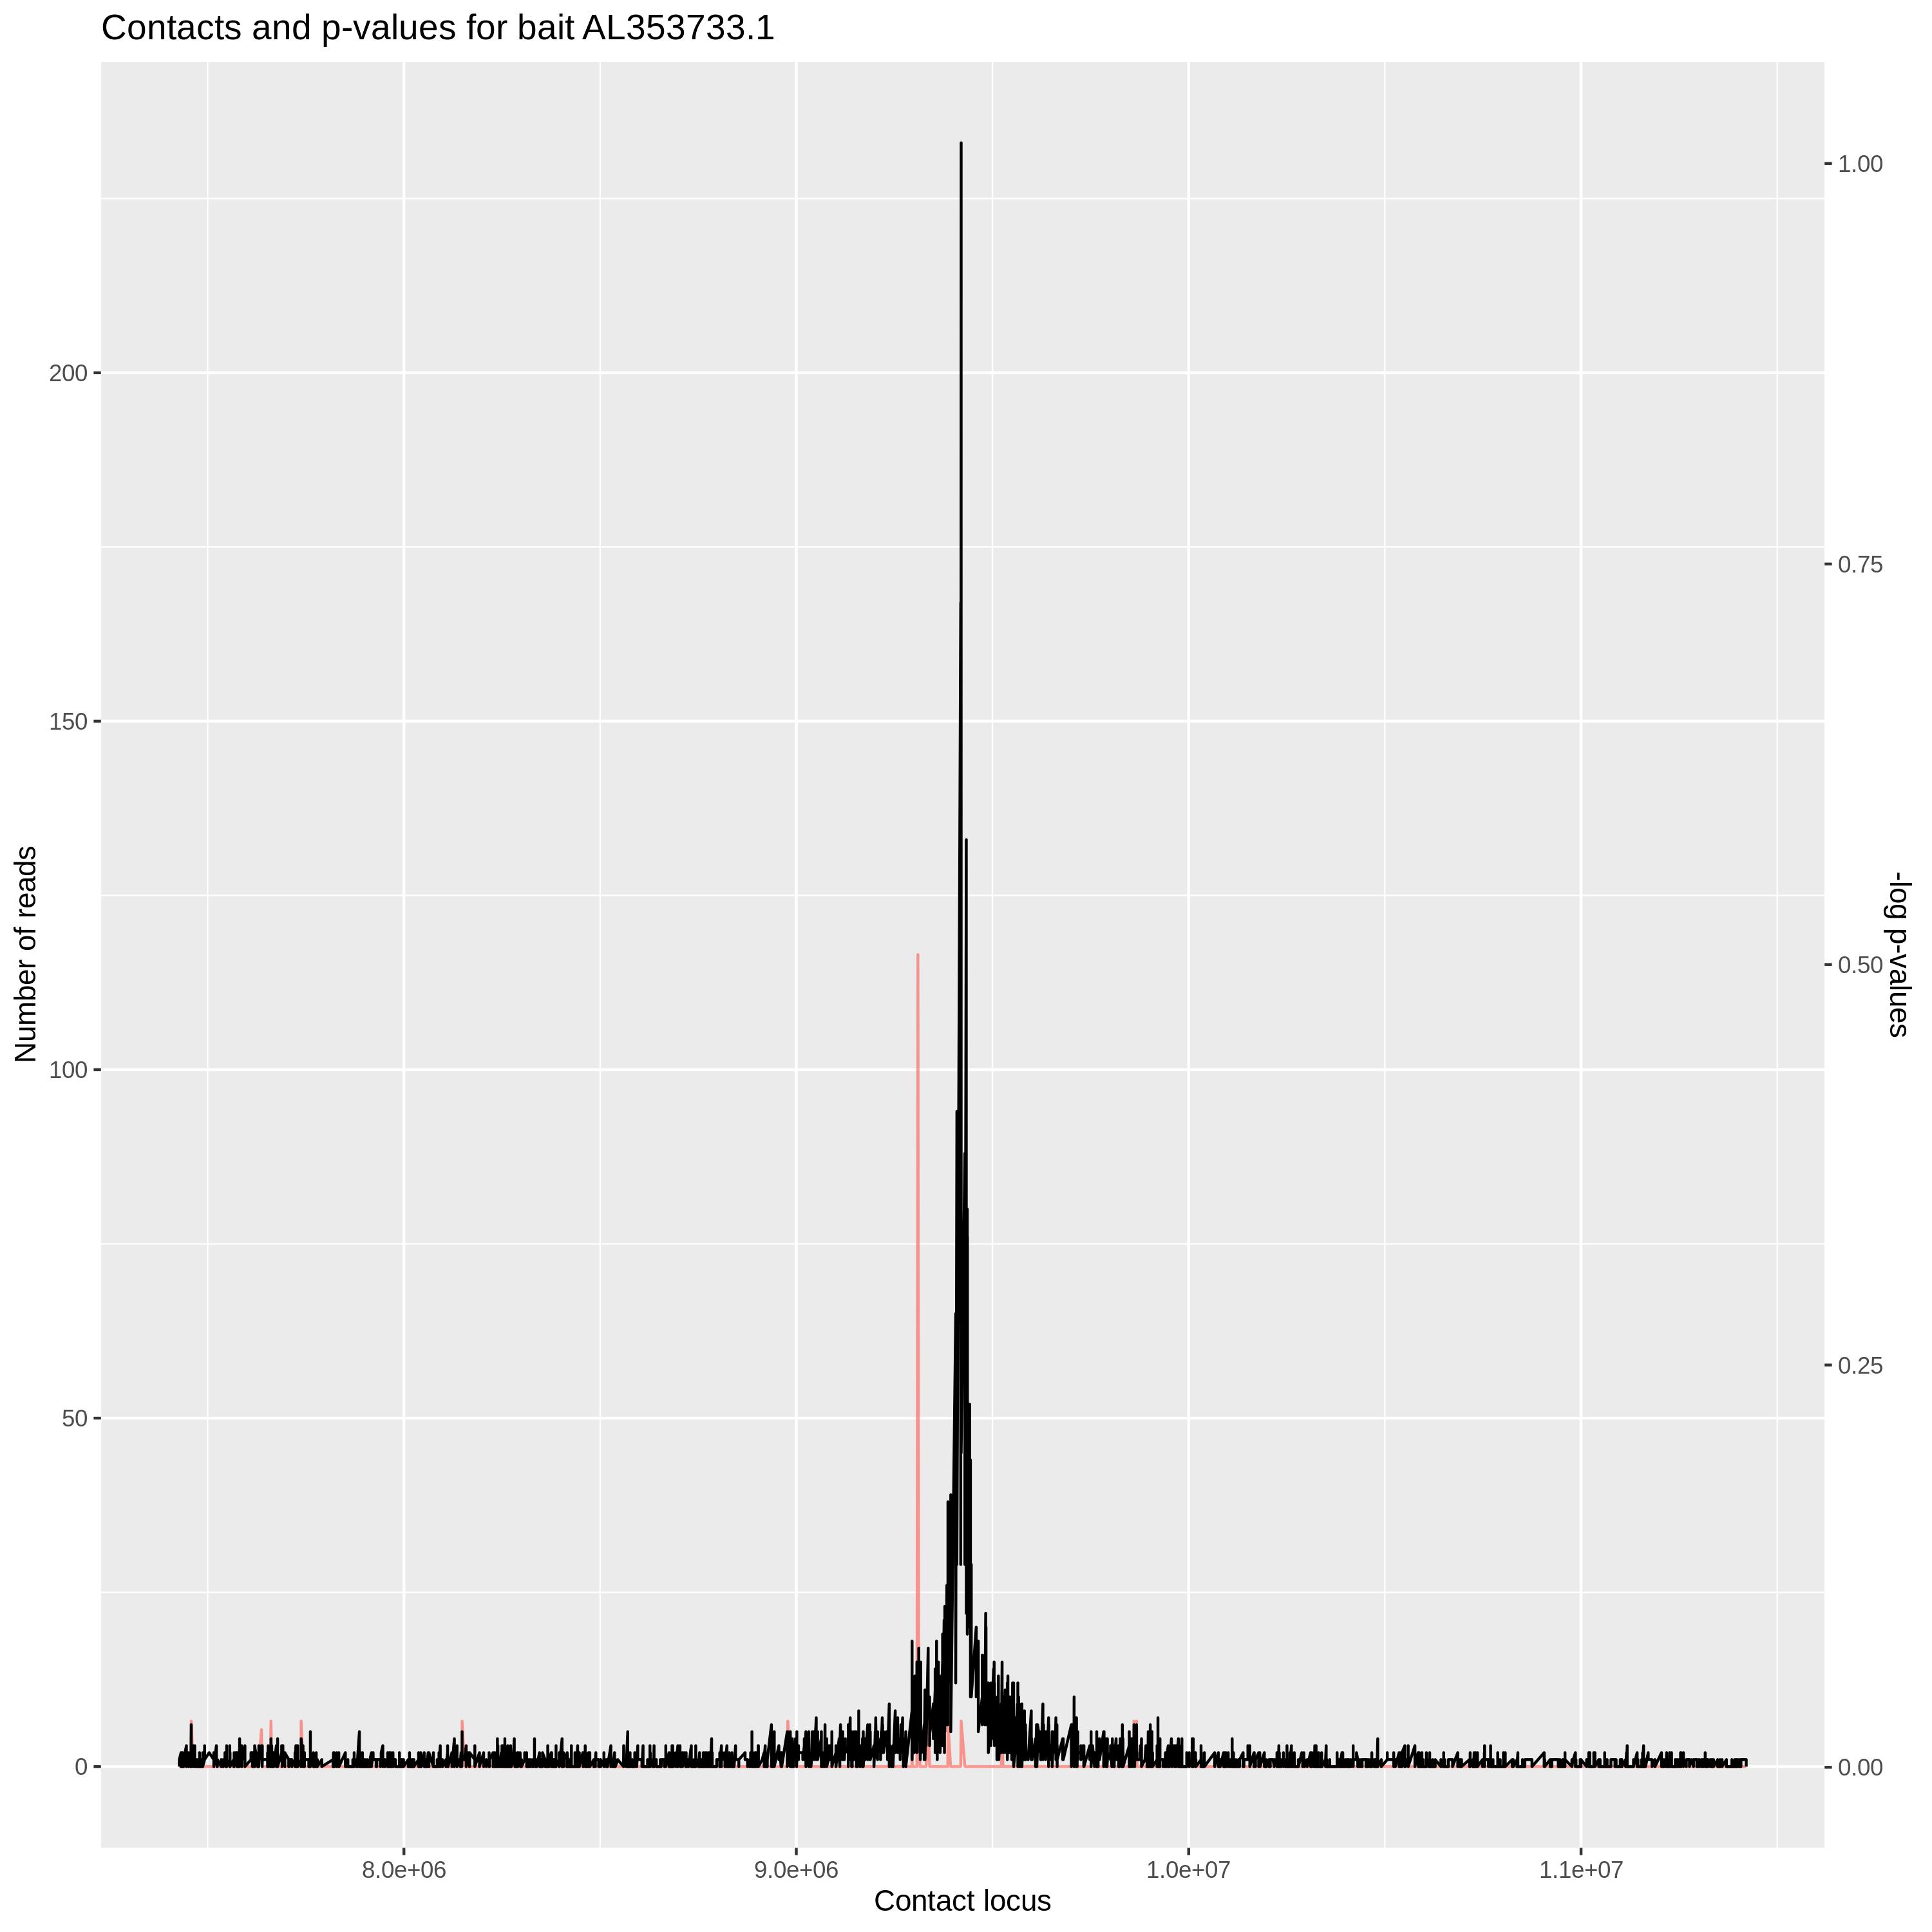 Contacts and p-values for bait AL353733.1
200
150
100
50
0
Number of reads
1.00
0.75
0.50
0.25
0.00
-log p-values
8.0e+06
9.0e+06
1.0e+07
1.1e+07
Contact locus